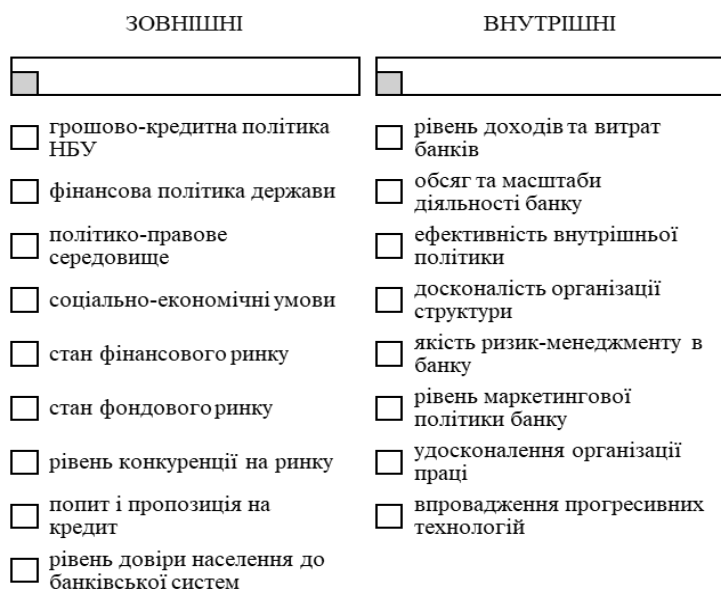 ЗОВНІШНІ
грошово-кредитна політика
НБУ
фінансова політика держави
політико-правове
середовище
соціально-економічні умови
стан фінансового ринку
стан фондового ринку
рівень конкуренції на ринку
попит і пропозиція на
кредит
рівень довіри населення до
банківської систем
ВНУТРІШНІ
рівень доходів та витрат
банків
обсяг та масштаби
діяльності банку
ефективність внутрішньої
політики
досконалість організації
структури
якість ризик-менеджменту в
банку
рівень маркетингової
політики банку
удосконалення організації
праці
впровадження прогресивних
технологій